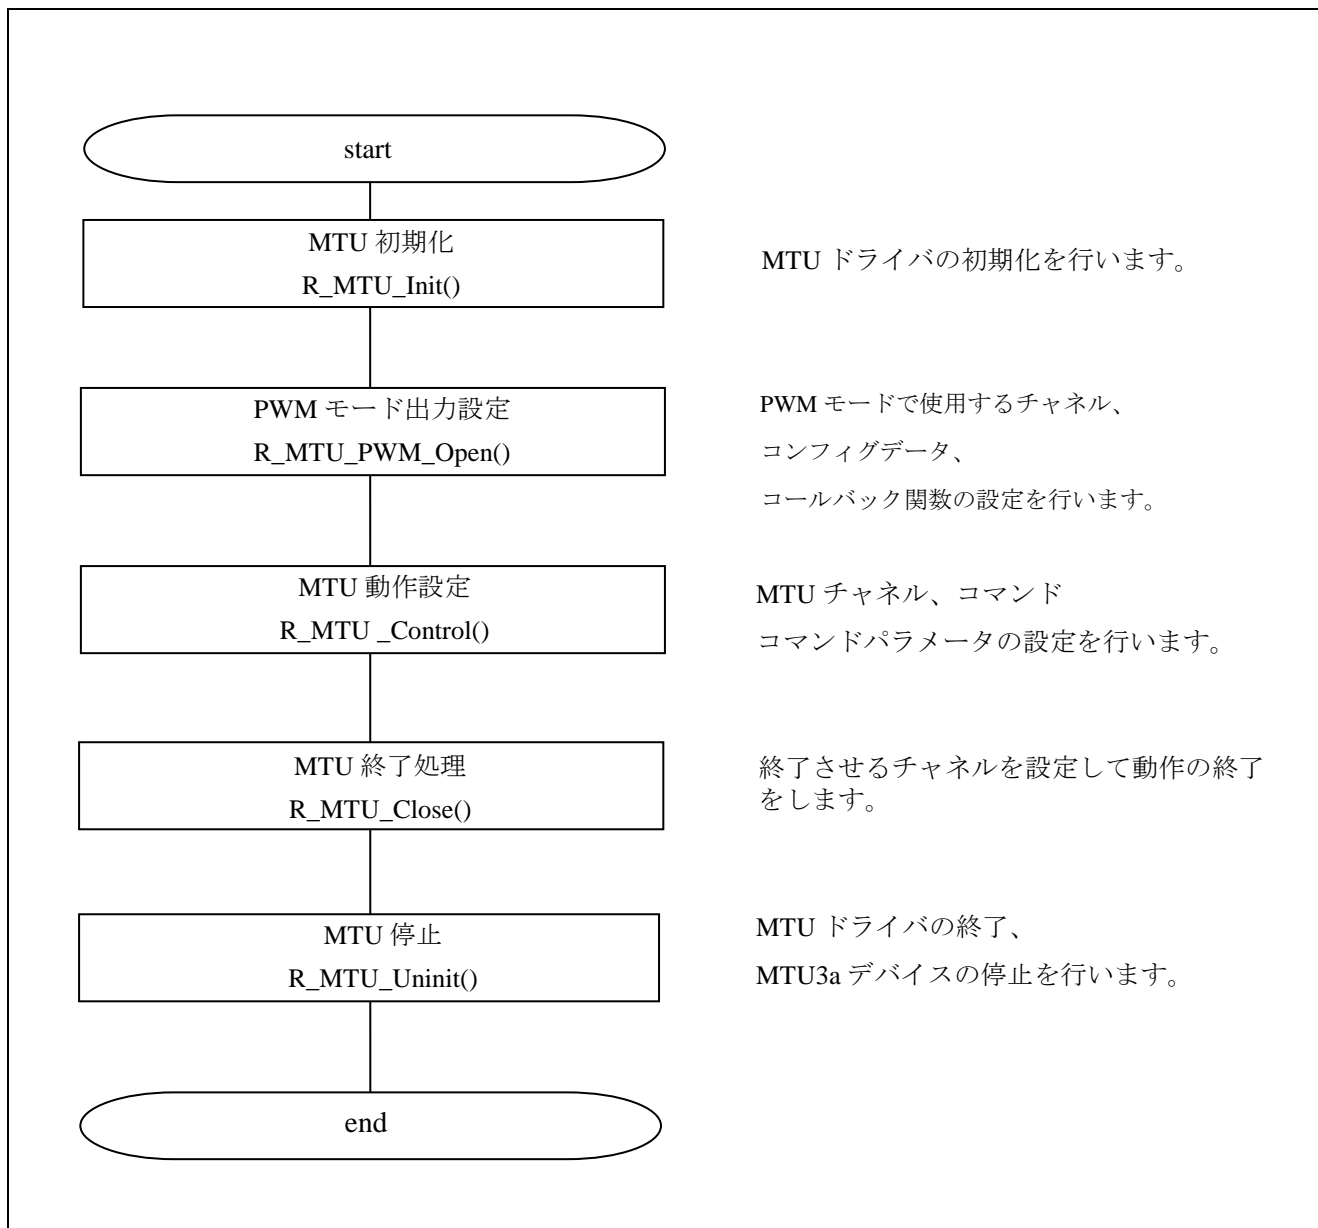 start
MTU 初期化
R_MTU_Init()
MTU ドライバの初期化を行います。
PWM モード出力設定
R_MTU_PWM_Open()
PWM モードで使用するチャネル、
コンフィグデータ、
コールバック関数の設定を行います。
MTU 動作設定
R_MTU _Control()
MTU チャネル、コマンド
コマンドパラメータの設定を行います。
MTU 終了処理
R_MTU_Close()
終了させるチャネルを設定して動作の終了
をします。
MTU 停止
R_MTU_Uninit()
MTU ドライバの終了、
MTU3a デバイスの停止を行います。
end